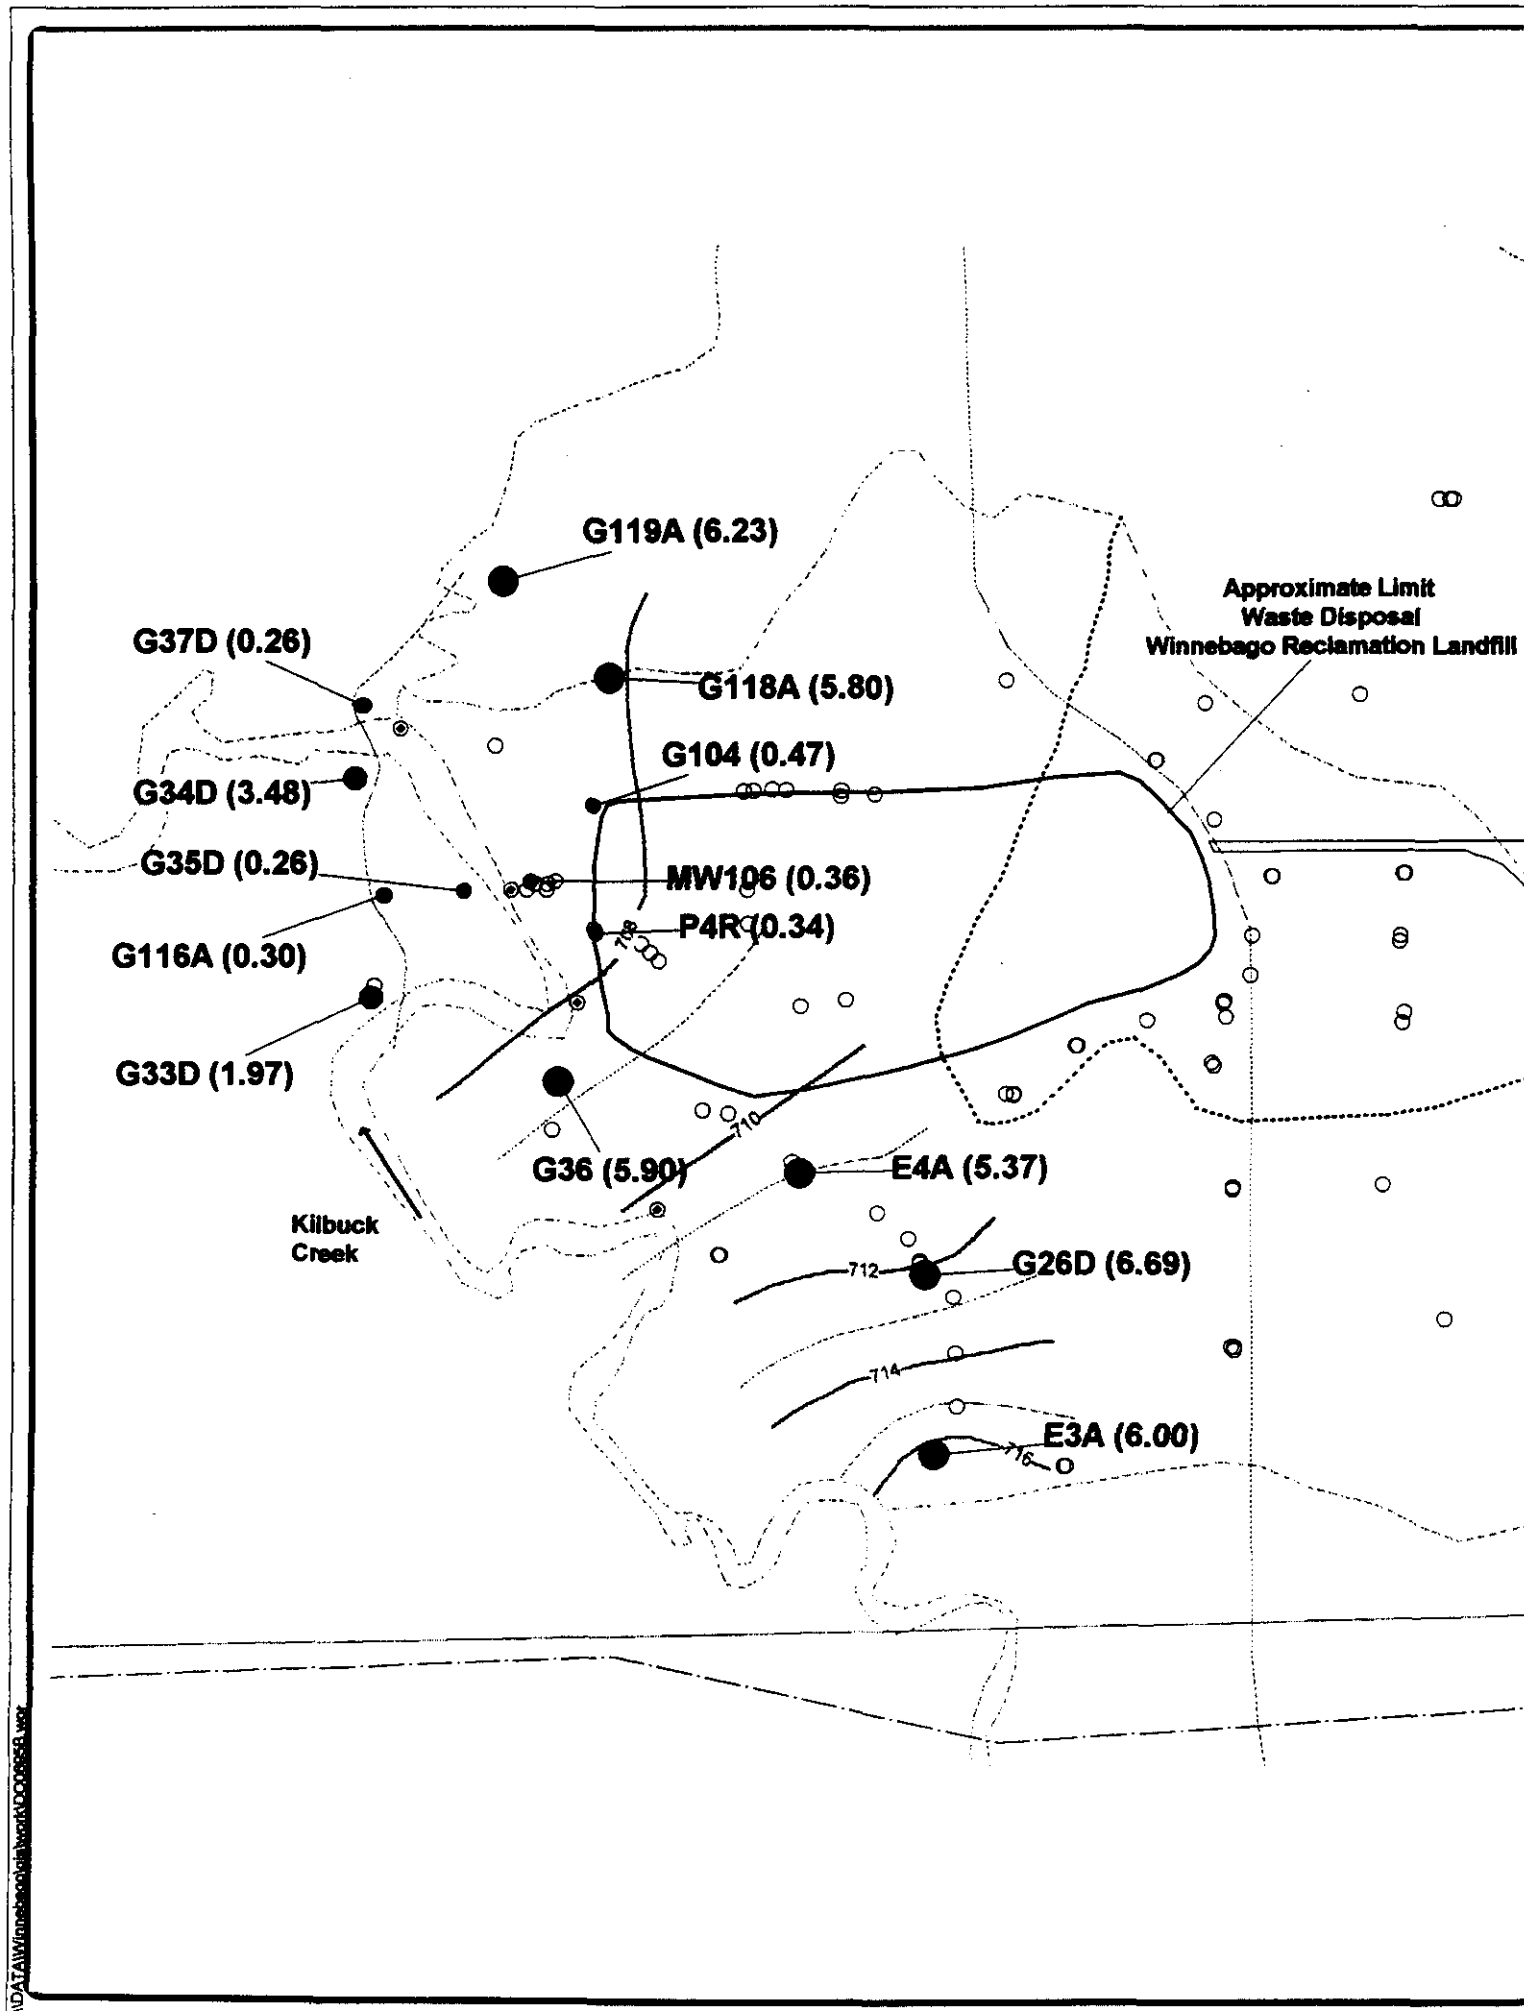 G119A (6.23)
Approximate Limit
Waste Disposal
Winnebago Reclamation Landfill
G37D (0.26)
G118A (5.80)
G104 (0.47)
G34D (3.48)
G35D (0.26)
MW106 (0.36)
P4R (0.34)
708
G116A (0.30)
G33D (1.97)
710
G36 (5.90)
E4A (5.37)
Kilbuck
Creek
712
G26D (6.69)
714
E3A (6.00)
716